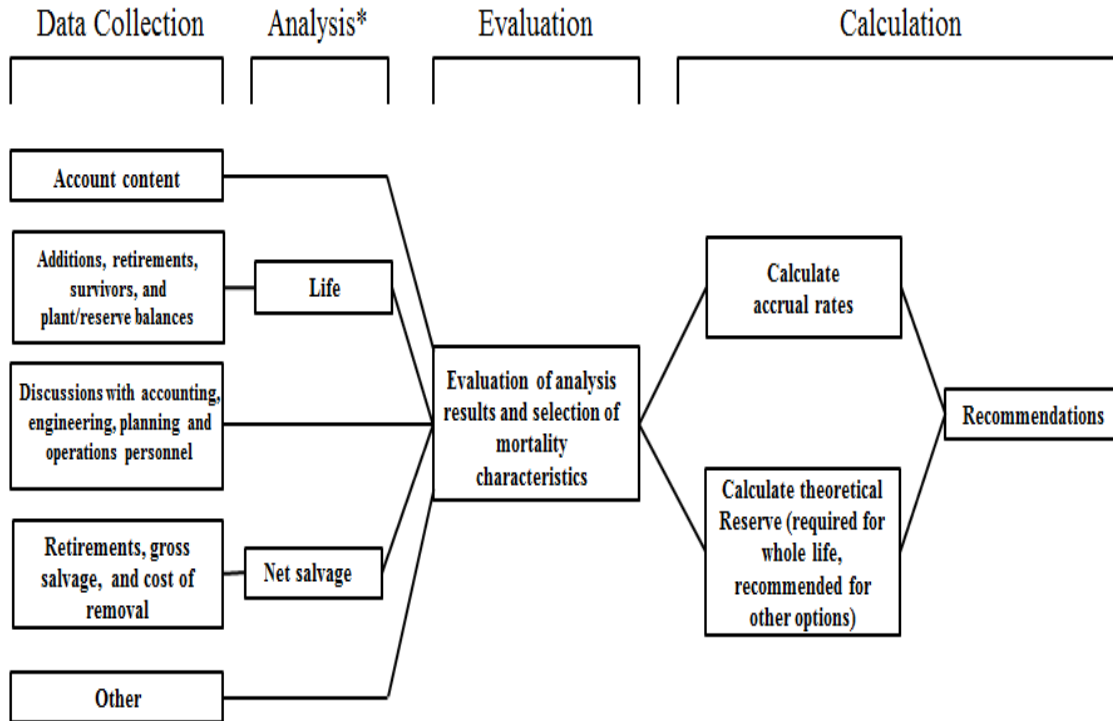 Data Collection
Analysis*
Evaluation
Calculation
Account content
Additions, retirements,
survivors, and
plant/reserve balances
Life
Discussions with accounting,
engineering, planning and
operations personnel
Retirements, gross
salvage, and cost of
removal
Net salvage
Other
Evaluation of analysis
results and selection of
mortality
characteristics
Calculate
accrual rates
Calculate theoretical
Reserve (required for
whole life,
recommended for
other options)
Recommendations